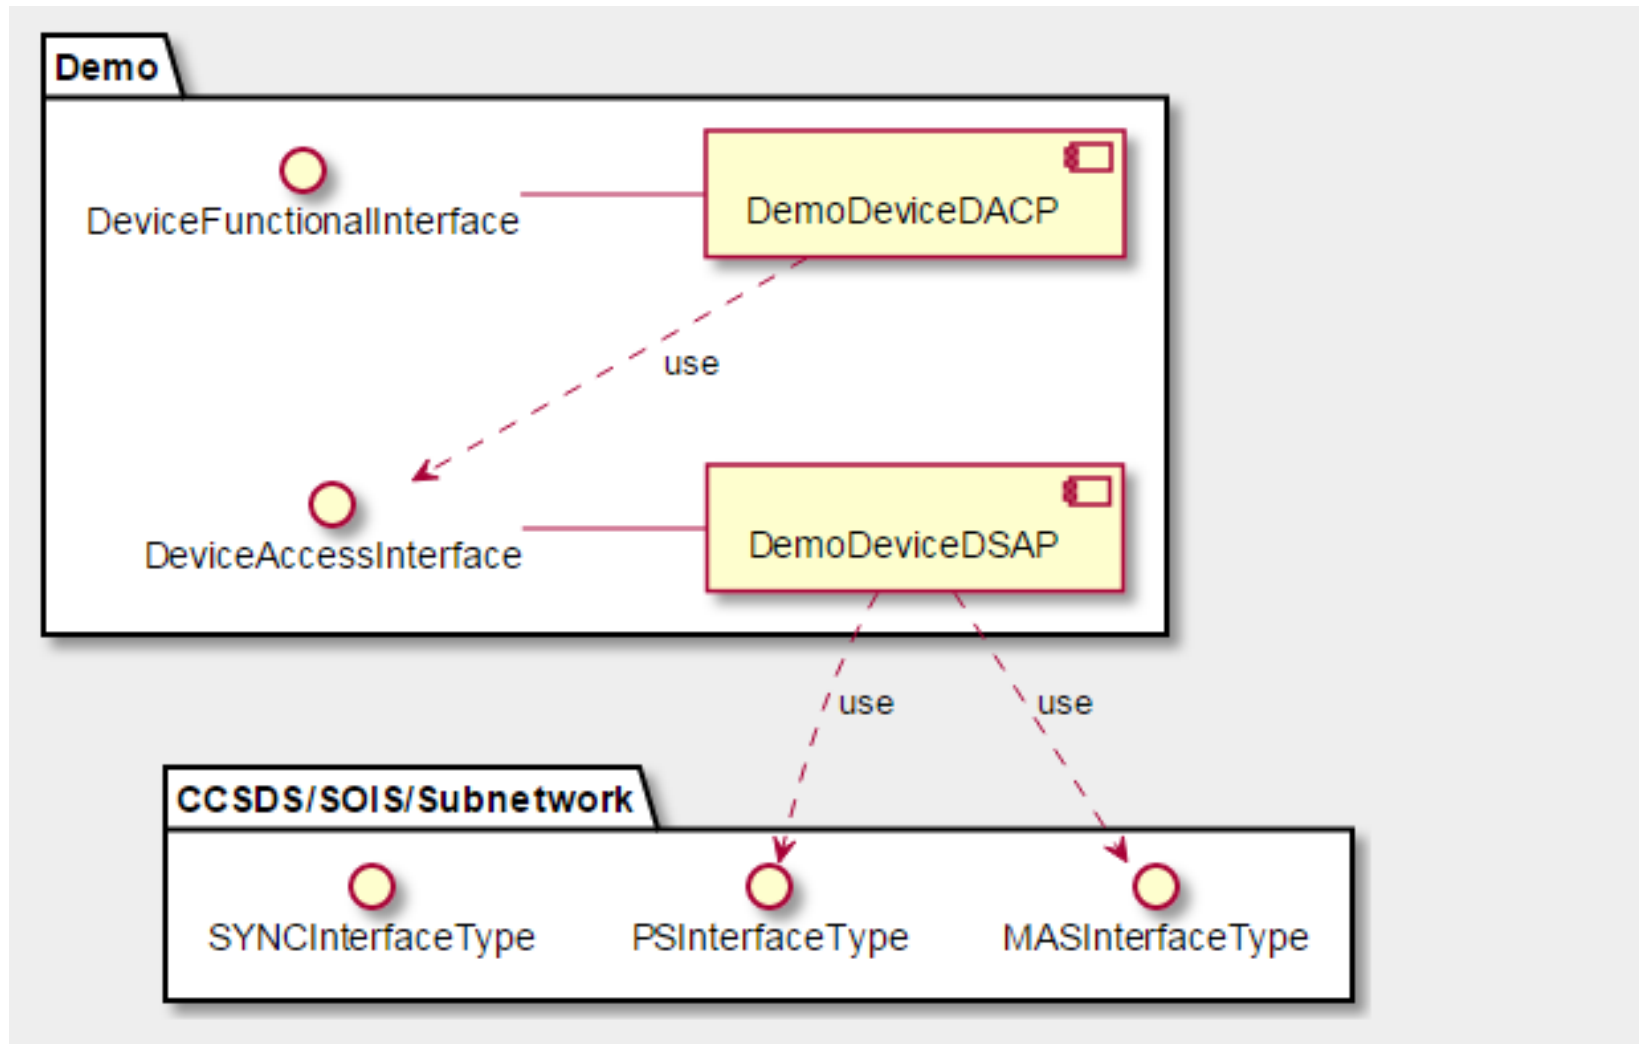 Demo
DeviceFunctionalInterface
DemoDeviceDACP
use
DeviceAccessInterface
DemoDeviceDSAP
use
use
CCSDS/SOIS/Subnetwork
SYNCInterfaceType
PSInterfaceType
MASInterfaceType